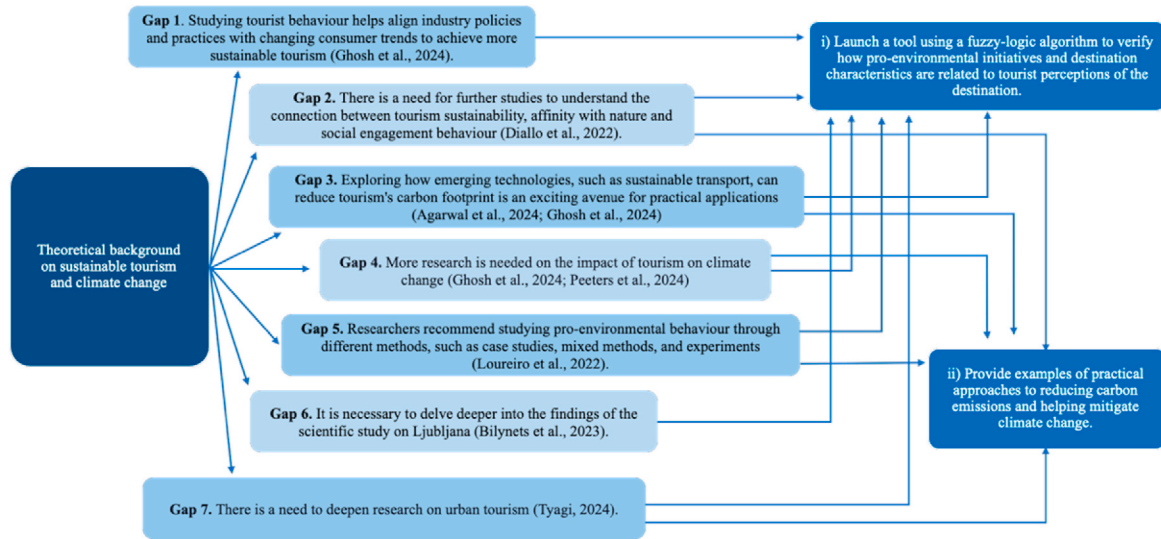 Gap 1. Studying tourist behaviour helps align industry policies
and practices with changing consumer trends to achieve more
sustainable tourism (Ghosh et al., 2024).
i) Launch a tool using a fuzzy-logic algorithm to verify
how pro-environmental initiatives and destination
characteristics are related to tourist perceptions of the
destination.
Gap 2. There is a need for further studies to understand the
connection between tourism sustainability, affinity with nature and
social engagement behaviour (Diallo et al., 2022).
Gap 3. Exploring how emerging technologies, such as sustainable transport, can
reduce tourism's carbon footprint is an exciting avenue for practical applications
(Agarwal et al., 2024; Ghosh et al., 2024)
Theoretical background
on sustainable tourism
and climate change
Gap 4. More research is needed on the impact of tourism on climate
change (Ghosh et al., 2024; Peeters et al., 2024)
Gap 5. Researchers recommend studying pro-environmental behaviour through
different methods, such as case studies, mixed methods, and experiments
(Loureiro et al., 2022).
ii) Provide examples of practical
approaches to reducing carbon
emissions and helping mitigate
climate change.
Gap 6. It is necessary to delve deeper into the findings of the
scientific study on Ljubljana (Bilynets et al., 2023).
Gap 7. There is a need to deepen research on urban tourism (Tyagi, 2024).